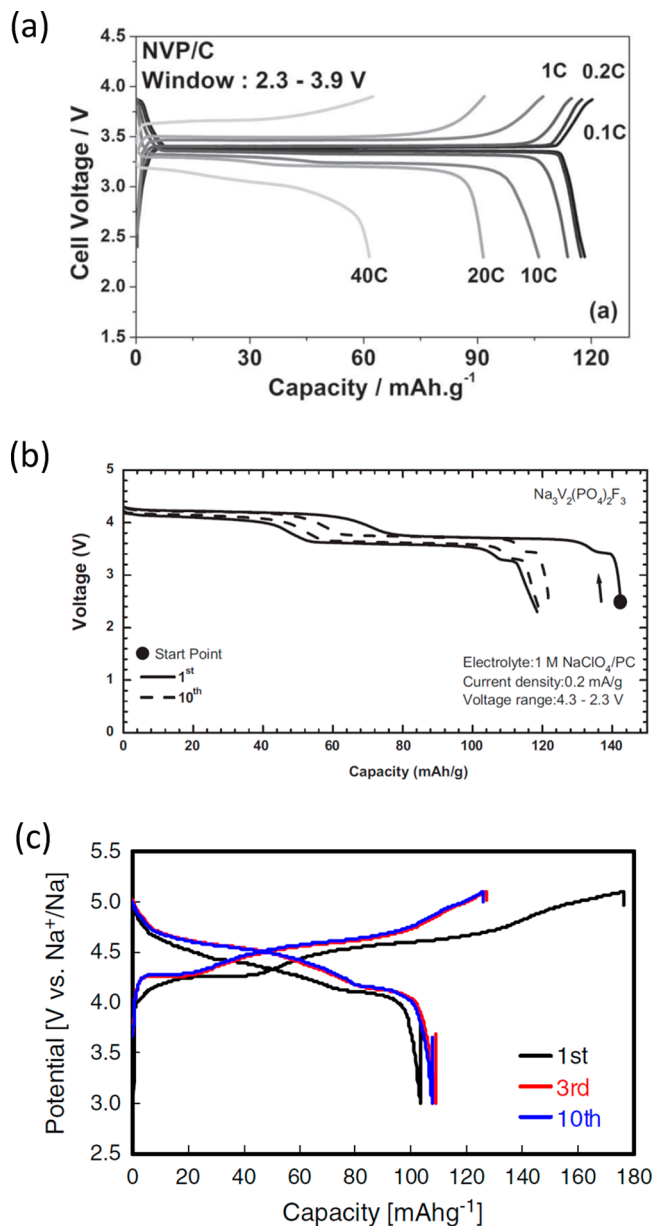 (a)
NVP/C
Window : 2.3 - 3.9 V
4.5
4.0
3.5
3.0
2.5
2.0
1.5
Cell Voltage / V
1C 0.2C
0.1C
40C 20C 10C
(a)
0 30 60 90 120
Capacity / mAh.g⁻¹
(b)
5
4
3
2
1
0
Voltage (V)
Na₃V₂(PO₄)₂F₃
Start Point
1ˢᵗ
10ᵗʰ
Electrolyte:1 M NaClO₄/PC
Current density:0.2 mA/g
Voltage range:4.3 - 2.3 V
0 20 40 60 80 100 120 140
Capacity (mAh/g)
(c)
5.5
5.0
4.5
4.0
3.5
3.0
2.5
Potential [V vs. Na⁺/Na]
1st
3rd
10th
0 20 40 60 80 100 120 140 160 180
Capacity [mAhg⁻¹]